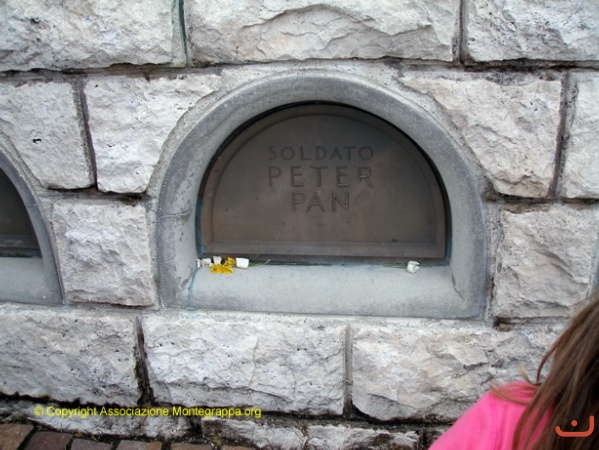 SOLDATO
PETER
PAN
© Copyright Associazione Montegrappa.org